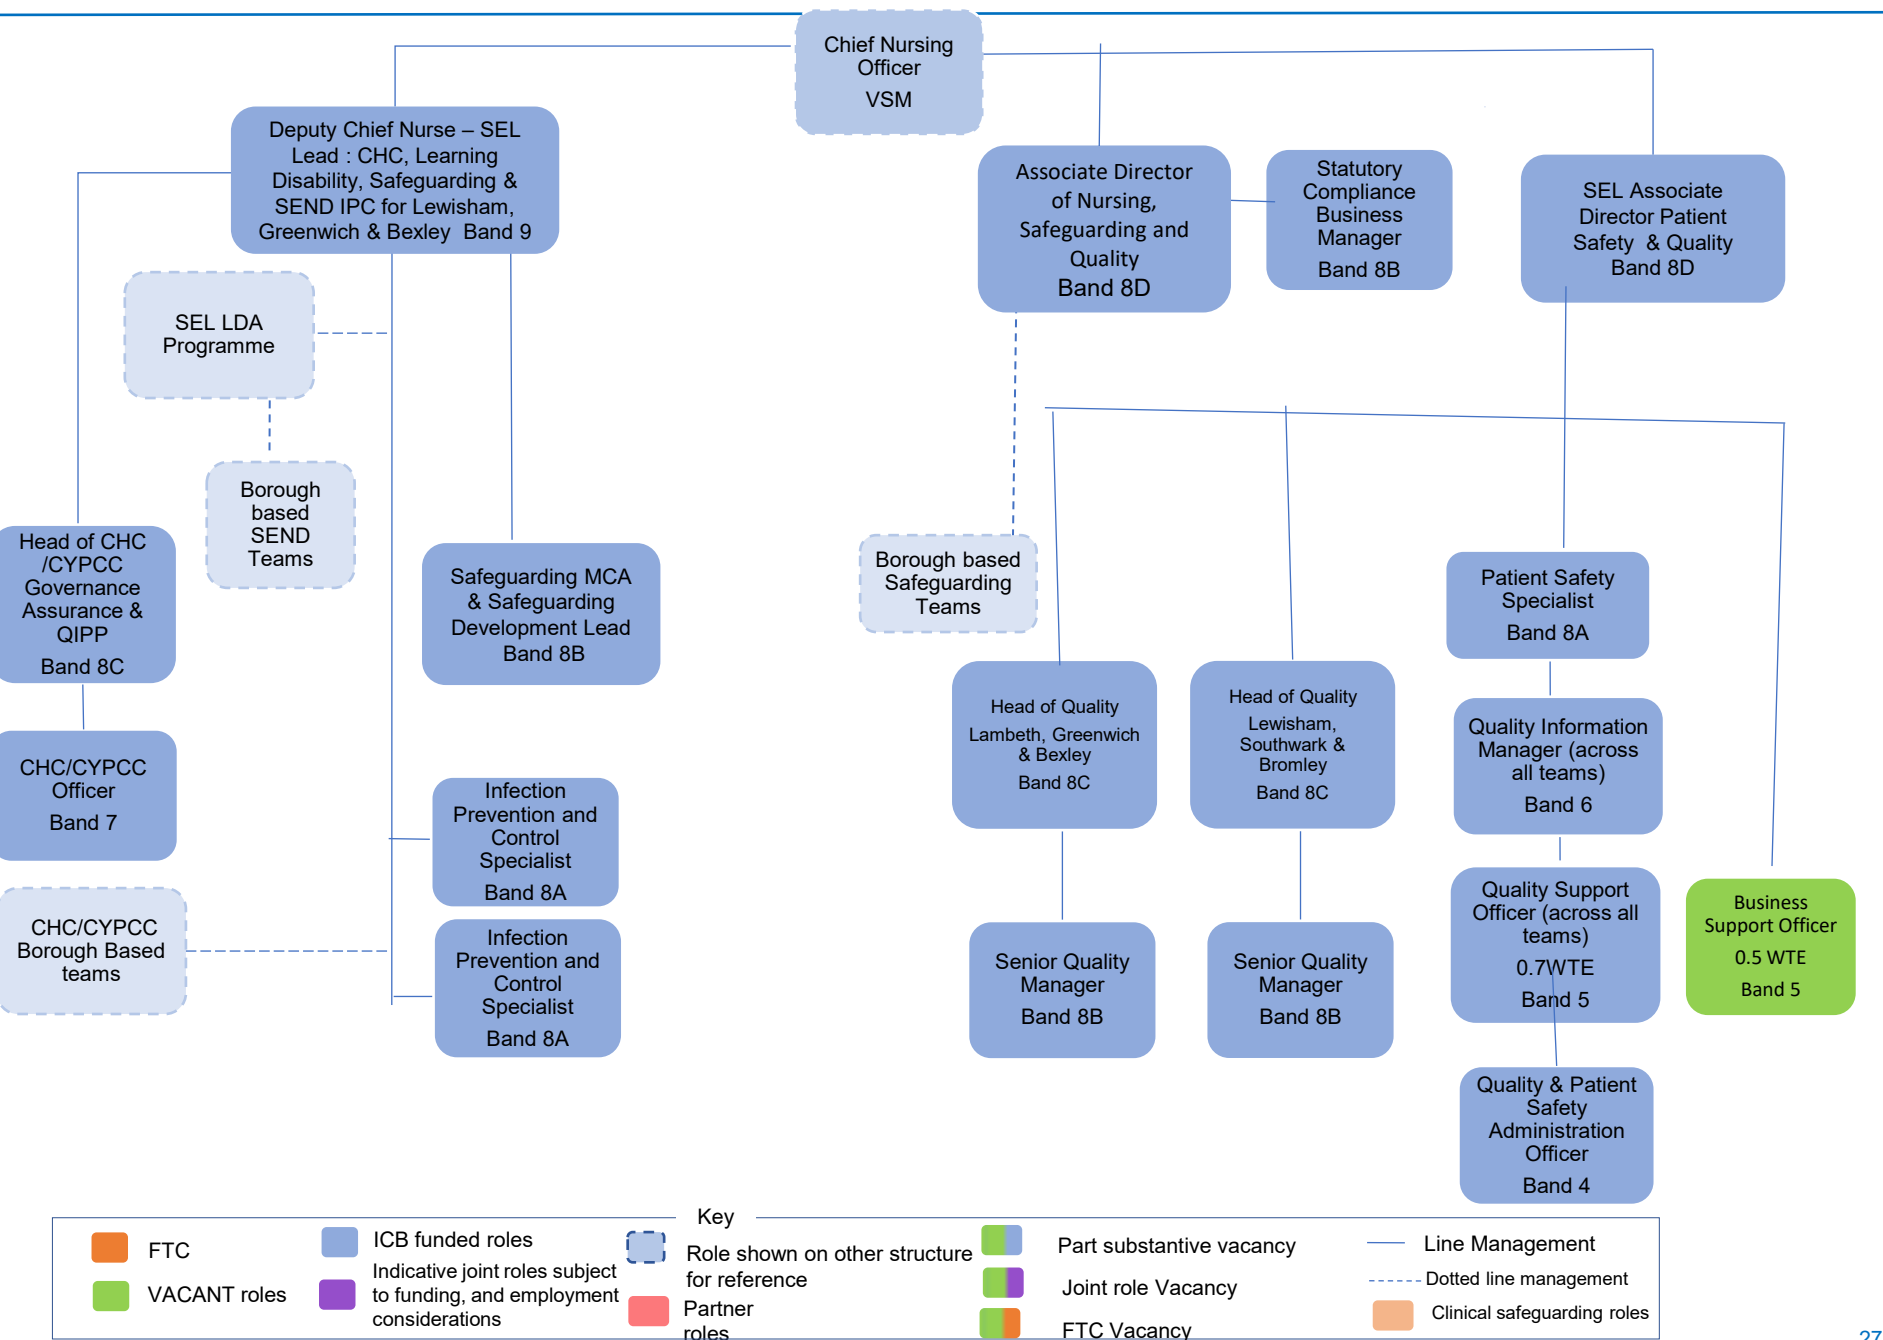 Chief Nursing
Officer
VSM
Deputy Chief Nurse – SEL
Lead : CHC, Learning
Disability, Safeguarding &
SEND IPC for Lewisham,
Greenwich & Bexley  Band 9
Associate Director
of Nursing,
Safeguarding and
Quality
Band 8D
Statutory
Compliance
Business
Manager
Band 8B
SEL Associate
Director Patient
Safety  & Quality
Band 8D
SEL LDA
Programme
Borough
based
SEND
Teams
Head of CHC
/CYPCC
Governance
Assurance &
QIPP
Band 8C
Safeguarding MCA
& Safeguarding
Development Lead
Band 8B
Borough based
Safeguarding
Teams
Patient Safety
Specialist
Band 8A
Head of Quality
Lambeth, Greenwich
& Bexley
Band 8C
Head of Quality
Lewisham,
Southwark &
Bromley
Band 8C
Quality Information
Manager (across
all teams)
Band 6
CHC/CYPCC
Officer
Band 7
Infection
Prevention and
Control
Specialist
Band 8A
CHC/CYPCC
Borough Based
teams
Infection
Prevention and
Control
Specialist
Band 8A
Senior Quality
Manager
Band 8B
Senior Quality
Manager
Band 8B
Quality Support
Officer (across all
teams)
0.7WTE
Band 5
Business
Support Officer
0.5 WTE
Band 5
Quality & Patient
Safety
Administration
Officer
Band 4
Key
FTC
VACANT roles
ICB funded roles
Indicative joint roles subject
to funding, and employment
considerations
Role shown on other structure
for reference
Partner
roles
Part substantive vacancy
Joint role Vacancy
FTC Vacancy
Line Management
Dotted line management
Clinical safeguarding roles
27